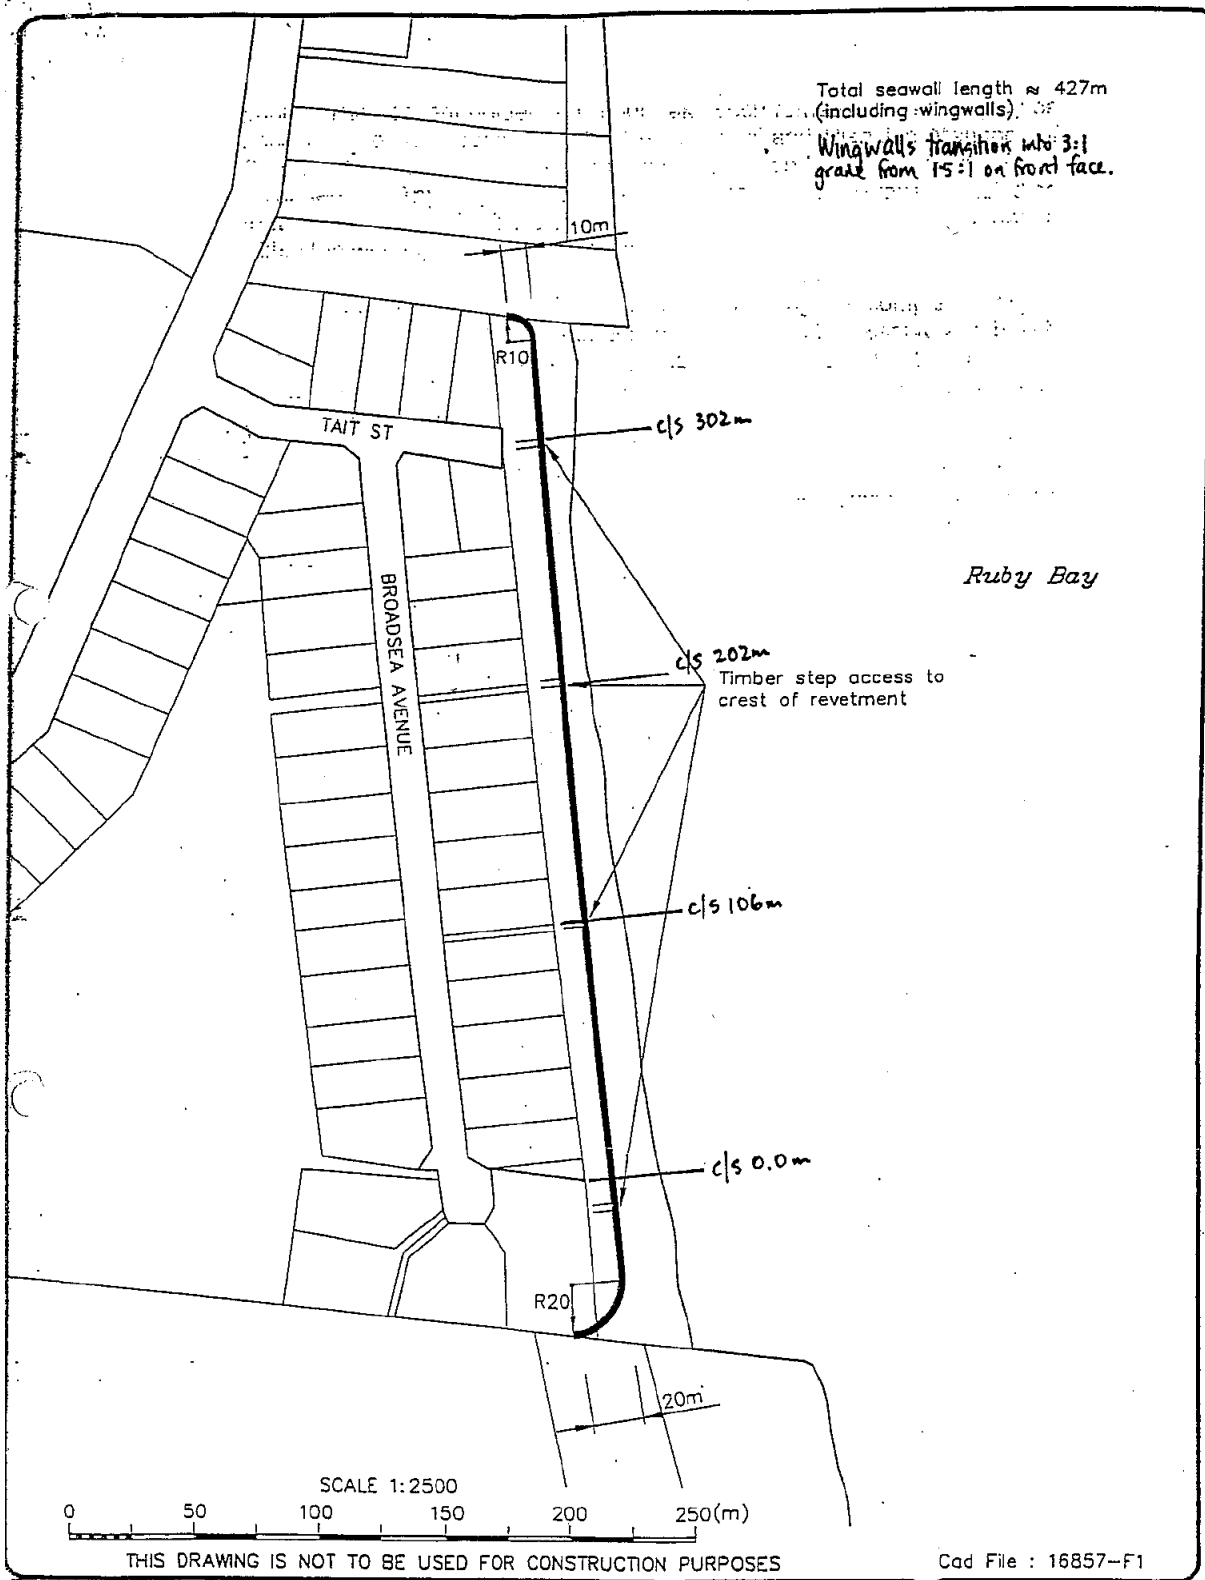 Total seawall length ≈ 427m
(including wingwalls)
Wingwalls transition into 3:1
grade from 1.5:1 on front face.
10m
R10
TAIT ST
c/s 302m
Ruby Bay
BROADSEA AVENUE
c/s 202m
Timber step access to
crest of revetment
c/s 106m
c/s 0.0m
R20
20m
SCALE 1:2500
0 50 100 150 200 250(m)
THIS DRAWING IS NOT TO BE USED FOR CONSTRUCTION PURPOSES
Cad File : 16857-F1